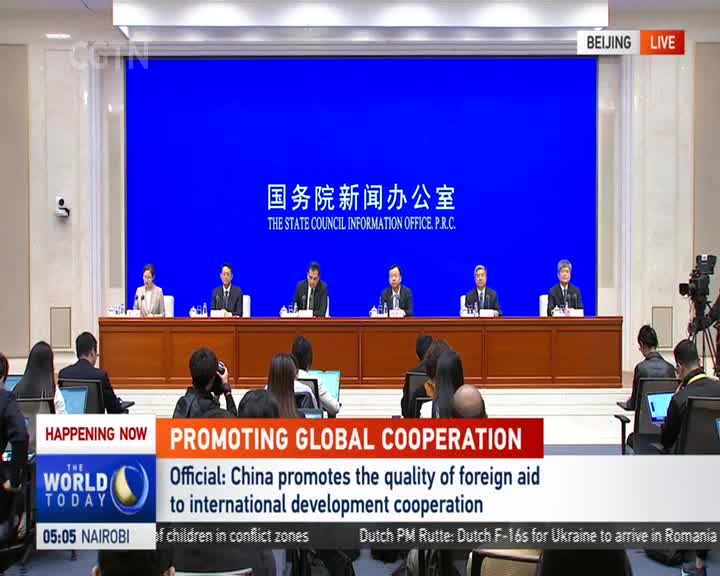 CGTN
BEIJING LIVE
国务院新闻办公室
THE STATE COUNCIL INFORMATION OFFICE, P.R.C.
HAPPENING NOW
PROMOTING GLOBAL COOPERATION
THE WORLD TODAY
Official: China promotes the quality of foreign aid
to international development cooperation
05:05 NAIROBI
of children in conflict zones Dutch PM Rutte: Dutch F-16s for Ukraine to arrive in Romania